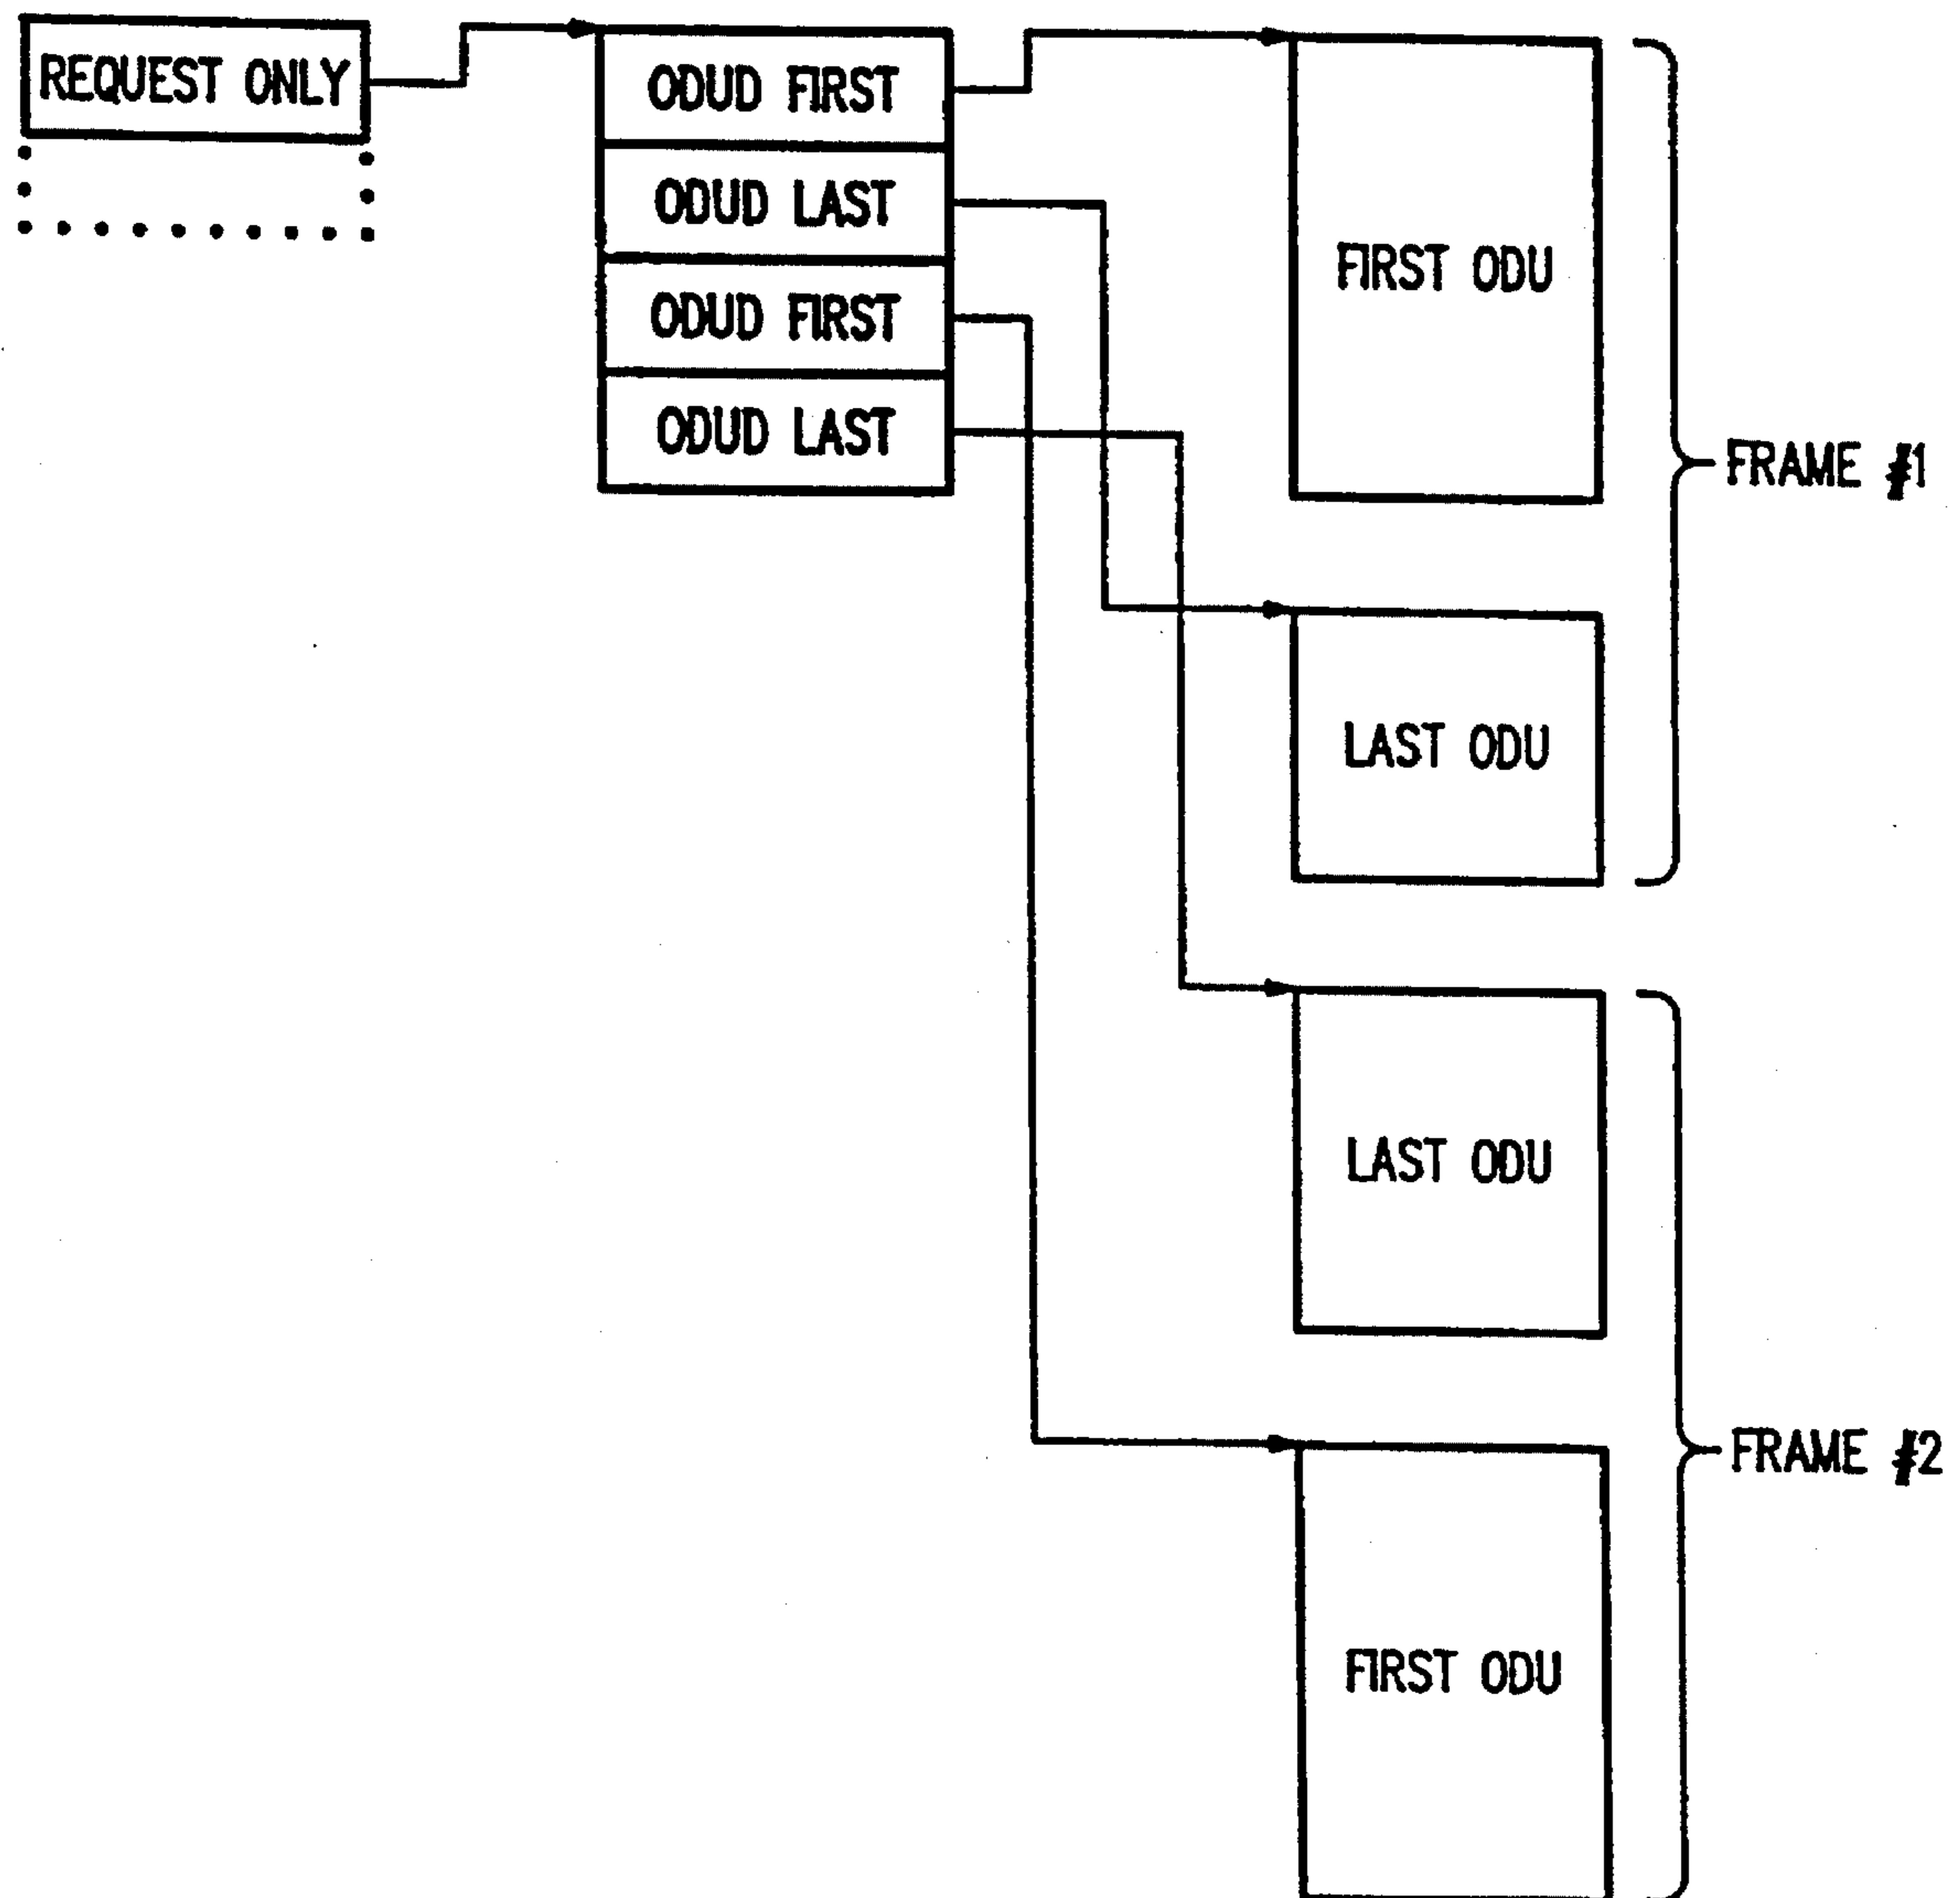 REQUEST ONLY
ODUD FIRST
ODUD LAST
ODUD FIRST
ODUD LAST
FIRST ODU
LAST ODU
FRAME #1
LAST ODU
FIRST ODU
FRAME #2